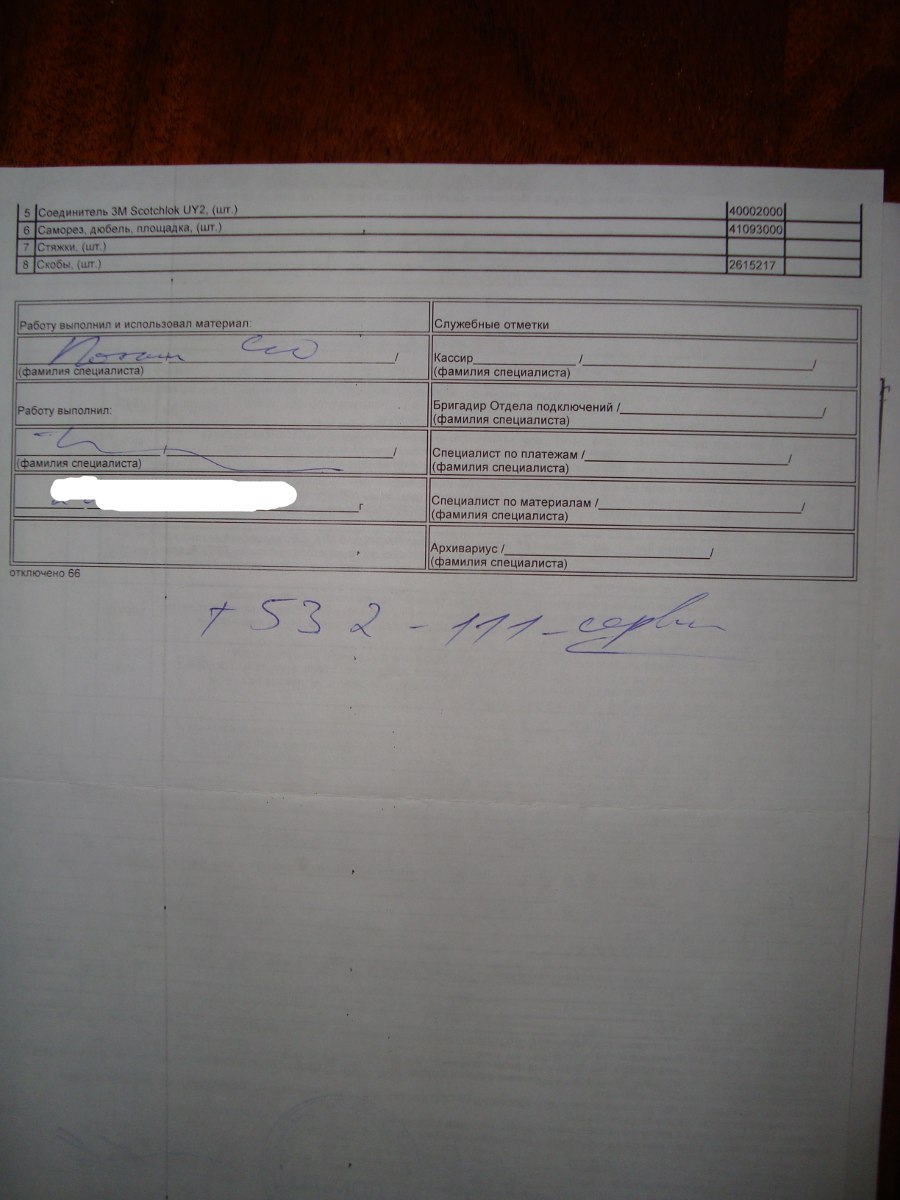 5 Соединитель 3M Scotchlok UY2, (шт.) 40002000
6 Саморез, дюбель, площадка, (шт.) 41093000
7 Стяжки, (шт.)
8 Скобы, (шт.) 2615217
Работу выполнил и использовал материал:
/
(фамилия специалиста)
Работу выполнил:
/
(фамилия специалиста)
г
отключено 66
Служебные отметки
Кассир / /
(фамилия специалиста)
Бригадир Отдела подключений / /
(фамилия специалиста)
Специалист по платежам / /
(фамилия специалиста)
Специалист по материалам / /
(фамилия специалиста)
Архивариус / /
(фамилия специалиста)
+ 532 - 111 - сервис